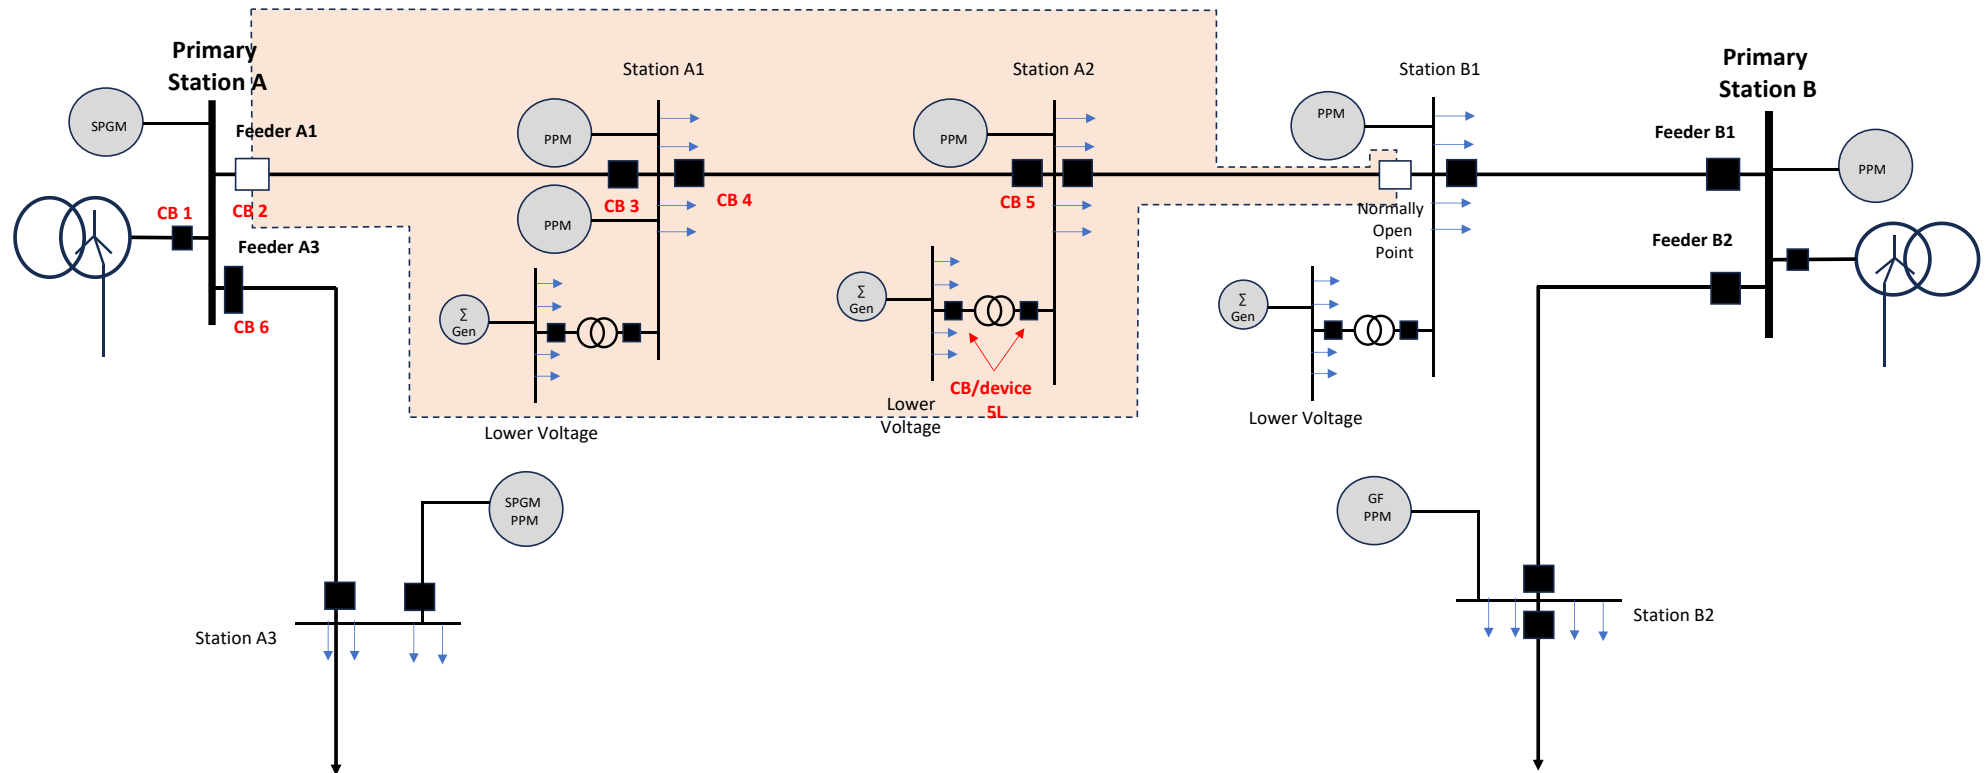 Primary
Station A
Station A1
Station A2
Station B1
Primary
Station B
SPGM
Feeder A1
PPM
PPM
PPM
Feeder B1
PPM
CB 1
CB 2
CB 3
CB 4
CB 5
PPM
Normally
Open
Point
Feeder A3
Feeder B2
CB 6
Σ
Gen
Σ
Gen
Σ
Gen
CB/device
5L
Lower
Voltage
Lower Voltage
Lower Voltage
SPGM
PPM
GF
PPM
Station A3
Station B2